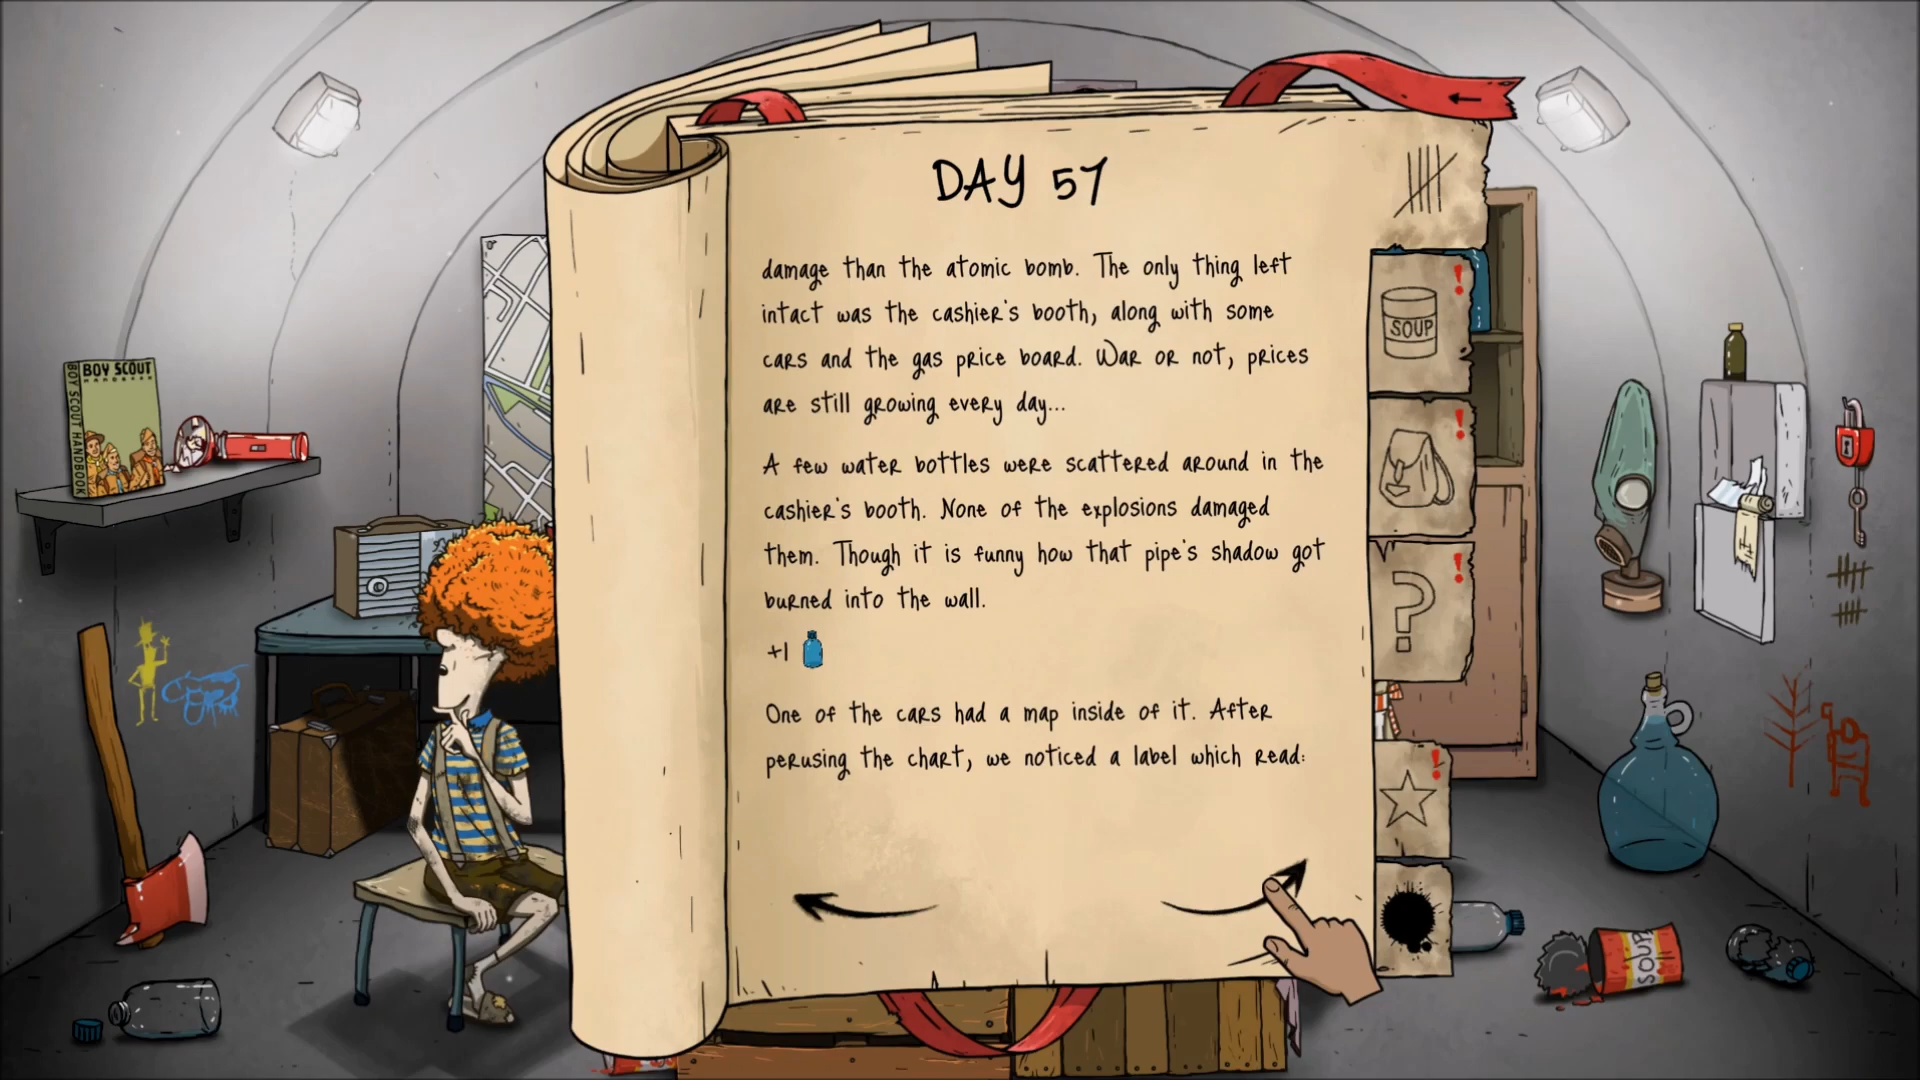 DAY 57
damage than the atomic bomb. The only thing left
intact was the cashier's booth, along with some
cars and the gas price board. War or not, prices
are still growing every day...
A few water bottles were scattered around in the
cashier's booth. None of the explosions damaged
them. Though it is funny how that pipe's shadow got
burned into the wall.
+1
One of the cars had a map inside of it. After
perusing the chart, we noticed a label which read:
SOUP
BOY SCOUT
HANDBOOK
BOY SCOUT HANDBOOK
SOUP